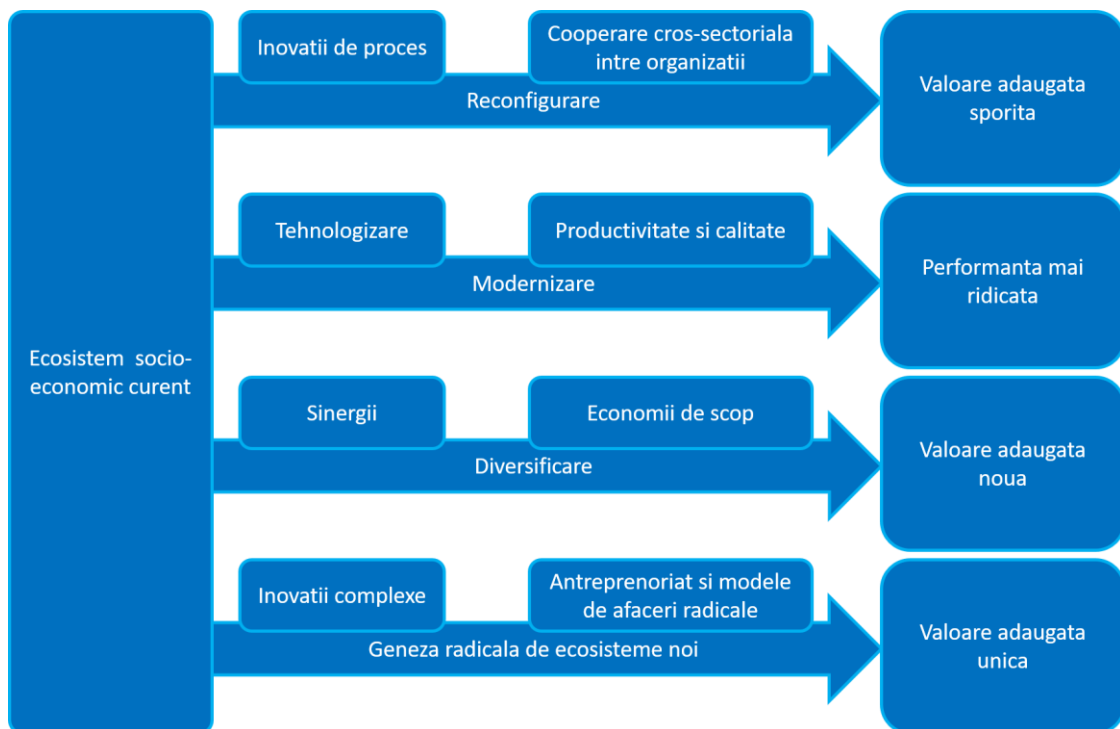 Ecosistem socio-
economic curent
Inovatii de proces
Cooperare cros-sectoriala
intre organizatii
Reconfigurare
Valoare adaugata
sporita
Tehnologizare
Productivitate si calitate
Modernizare
Performanta mai
ridicata
Sinergii
Economii de scop
Diversificare
Valoare adaugata
noua
Inovatii complexe
Antreprenoriat si modele
de afaceri radicale
Geneza radicala de ecosisteme noi
Valoare adaugata
unica